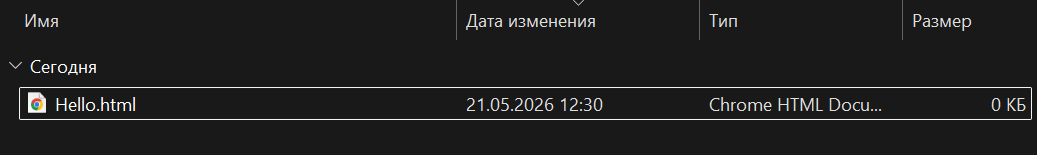 Имя Дата изменения Тип Размер
Сегодня
Hello.html 21.05.2026 12:30 Chrome HTML Docu... 0 КБ